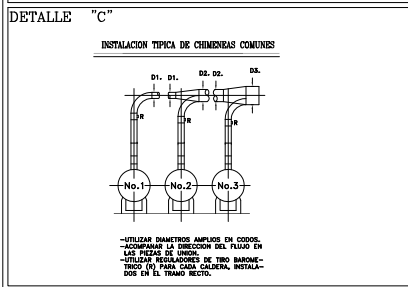 DETALLE "C"
INSTALACION TIPICA DE CHIMENEAS COMUNES
D1. D1. D2. D2. D3.
R R R
No.1 No.2 No.3
-UTILIZAR DIAMETROS AMPLIOS EN CODOS.
-ACOMPAÑAR LA DIRECCION DEL FLUJO EN
LAS PIEZAS DE UNION.
-UTILIZAR REGULADORES DE TIRO BAROME-
TRICO (R) PARA CADA CALDERA, INSTALA-
DOS EN EL TRAMO RECTO.